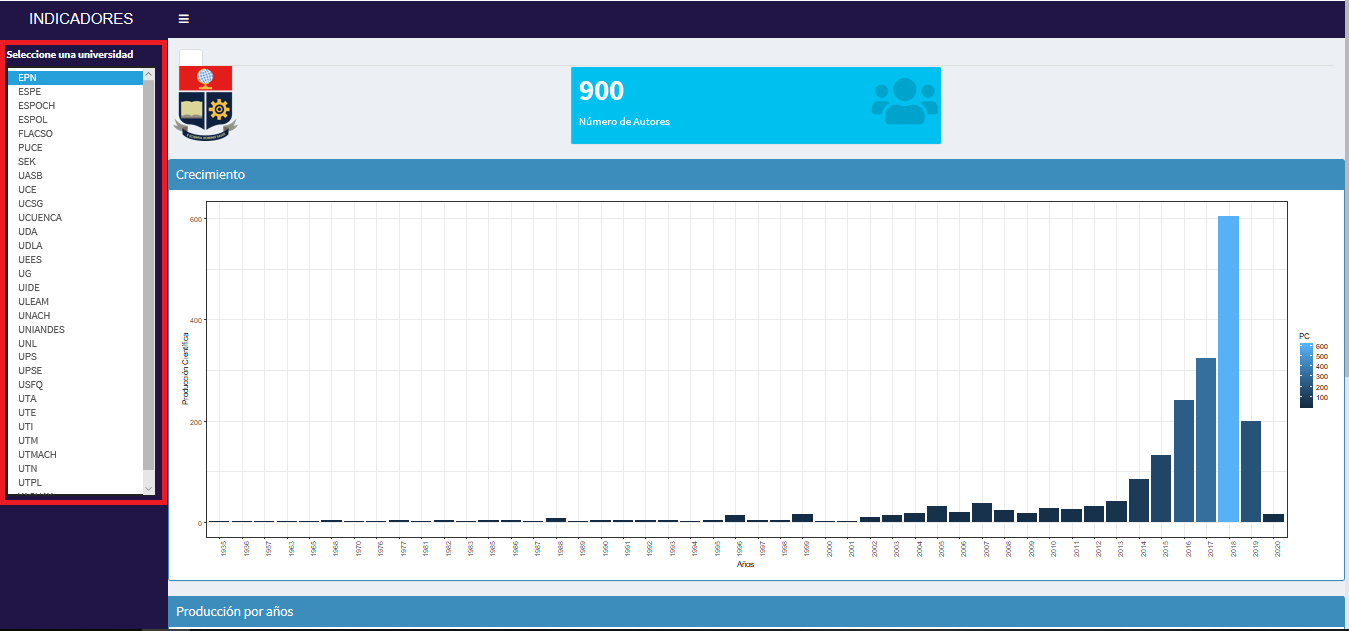 INDICADORES
Seleccione una universidad
EPN
ESPE
ESPOCH
ESPOL
FLACSO
PUCE
SEK
UASB
UCE
UCSG
UCUENCA
UDA
UDLA
UEES
UG
UIDE
ULEAM
UNACH
UNIANDES
UNL
UPS
UPSE
USFQ
UTA
UTE
UTI
UTM
UTMACH
UTN
UTPL
900
Número de Autores
Crecimiento
Producción Científica
600
400
200
0
1935 1936 1957 1963 1965 1968 1970 1976 1977 1981 1982 1983 1985 1986 1987 1988 1989 1990 1991 1992 1993 1994 1995 1996 1997 1998 1999 2000 2001 2002 2003 2004 2005 2006 2007 2008 2009 2010 2011 2012 2013 2014 2015 2016 2017 2018 2019 2020
Años
PC
600
500
400
300
200
100
Producción por años